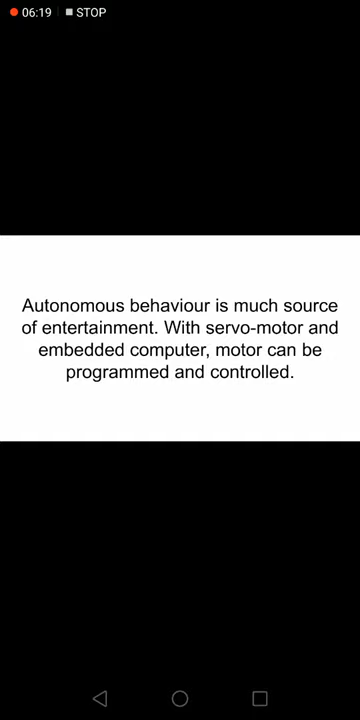 06:19 STOP
Autonomous behaviour is much source
of entertainment. With servo-motor and
embedded computer, motor can be
programmed and controlled.